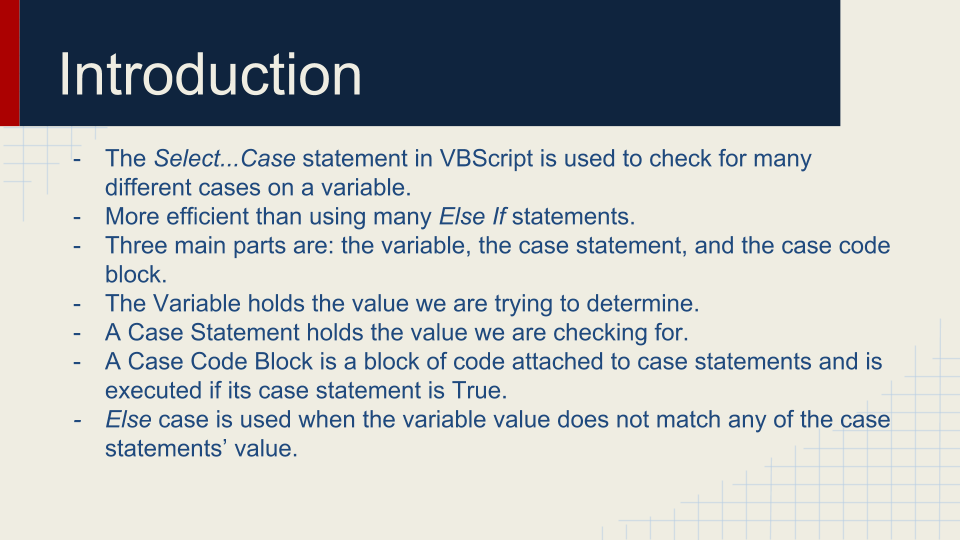 Introduction
- The Select...Case statement in VBScript is used to check for many
different cases on a variable.
- More efficient than using many Else If statements.
- Three main parts are: the variable, the case statement, and the case code
block.
- The Variable holds the value we are trying to determine.
- A Case Statement holds the value we are checking for.
- A Case Code Block is a block of code attached to case statements and is
executed if its case statement is True.
- Else case is used when the variable value does not match any of the case
statements’ value.